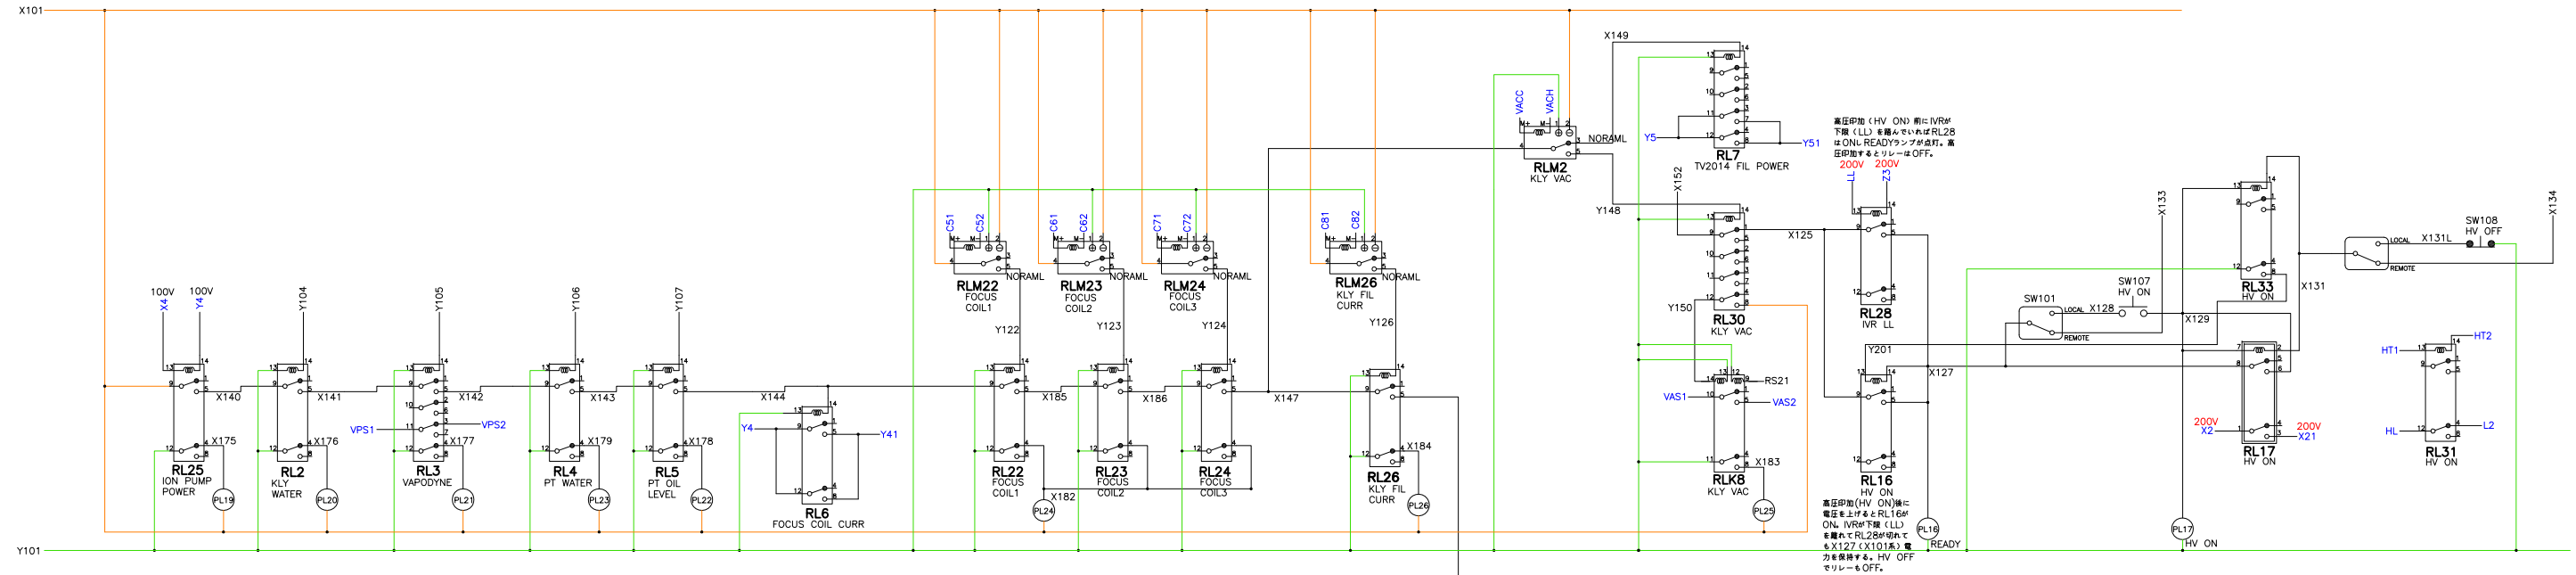 X101
X149
VACC
VACH
M+ M- 1 2
NORAML
RLM2
KLY VAC
Y5
Y51
RL7
TV2014 FIL POWER
高圧印加（HV ON）前にIVRが
下限（LL）を踏んでいればRL28
はONしREADYランプが点灯。高
圧印加するとリレーはOFF。
200V 200V
LL
Z3
X152
Y148
X125
RL30
KLY VAC
RL28
IVR LL
X133
RL33
HV ON
X131
X134
SW108
HV OFF
LOCAL
X131L
REMOTE
SW107
HV ON
SW101
LOCAL
X128
REMOTE
X129
C51
C52
M+ M- 1 2
NORAML
RLM22
FOCUS
COIL1
C61
C62
M+ M- 1 2
NORAML
RLM23
FOCUS
COIL2
C71
C72
M+ M- 1 2
NORAML
RLM24
FOCUS
COIL3
C81
C82
M+ M- 1 2
NORAML
RLM26
KLY FIL
CURR
100V
X4
100V
Y4
Y104
Y105
Y106
Y107
Y122
Y123
Y124
Y126
Y150
Y201
X127
X140
X141
X142
X143
X144
X185
X186
X147
VPS1
VPS2
Y4
Y41
RS21
VAS1
VAS2
200V
X2
200V
X21
HT1
HT2
HL
L2
X175
X176
X177
X179
X178
X182
X184
X183
RL25
ION PUMP
POWER
PL19
RL2
KLY
WATER
PL20
RL3
VAPODYNE
PL21
RL4
PT WATER
PL23
RL5
PT OIL
LEVEL
PL22
RL6
FOCUS COIL CURR
RL22
FOCUS
COIL1
PL24
RL23
FOCUS
COIL2
RL24
FOCUS
COIL3
RL26
KLY FIL
CURR
PL26
RLK8
KLY VAC
PL25
RL16
HV ON
高圧印加(HV ON)後に
電圧を上げるとRL16が
ON。IVRが下限（LL）
を離れてRL28が切れて
もX127（X101系）電
力を保持する。HV OFF
でリレーもOFF。
PL16
READY
PL17
HV ON
RL17
HV ON
RL31
HV ON
Y101